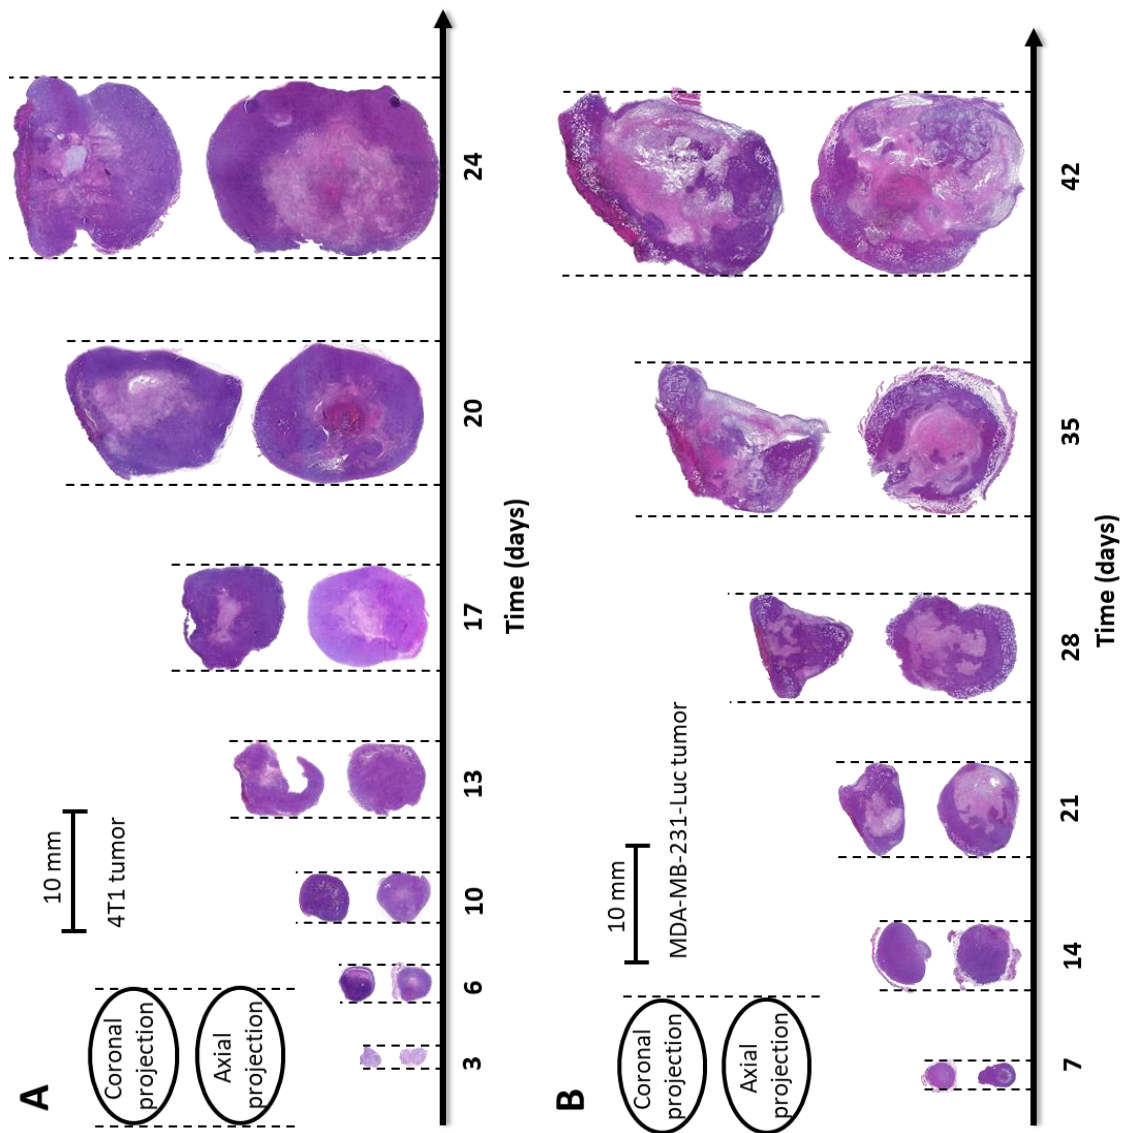 A
Coronal
projection
Axial
projection
10 mm
4T1 tumor
3 6 10 13 17 20 24
Time (days)
B
Coronal
projection
Axial
projection
10 mm
MDA-MB-231-Luc tumor
7 14 21 28 35 42
Time (days)